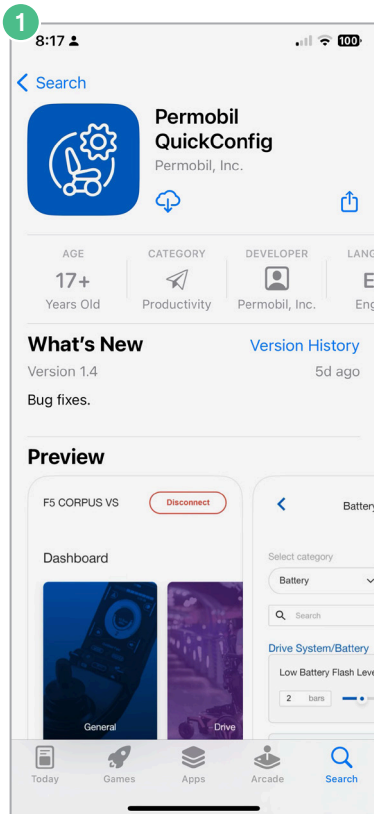 1
8:17
100
Search
Permobil
QuickConfig
Permobil, Inc.
AGE
17+
Years Old
CATEGORY
Productivity
DEVELOPER
Permobil, Inc.
LANG
E
Eng
What's New
Version History
Version 1.4
5d ago
Bug fixes.
Preview
F5 CORPUS VS
Disconnect
Dashboard
General
Drive
Battery
Select category
Battery
Search
Drive System/Battery
Low Battery Flash Leve
2 bars
Today
Games
Apps
Arcade
Search